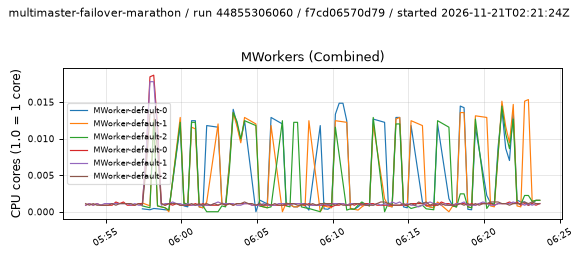 multimaster-failover-marathon / run 44855306060 / f7cd06570d79 / started 2026-11-21T02:21:24Z
MWorkers (Combined)
CPU cores (1.0 = 1 core)
0.015
0.010
0.005
0.000
MWorker-default-0
MWorker-default-1
MWorker-default-2
MWorker-default-0
MWorker-default-1
MWorker-default-2
05:55
06:00
06:05
06:10
06:15
06:20
06:25